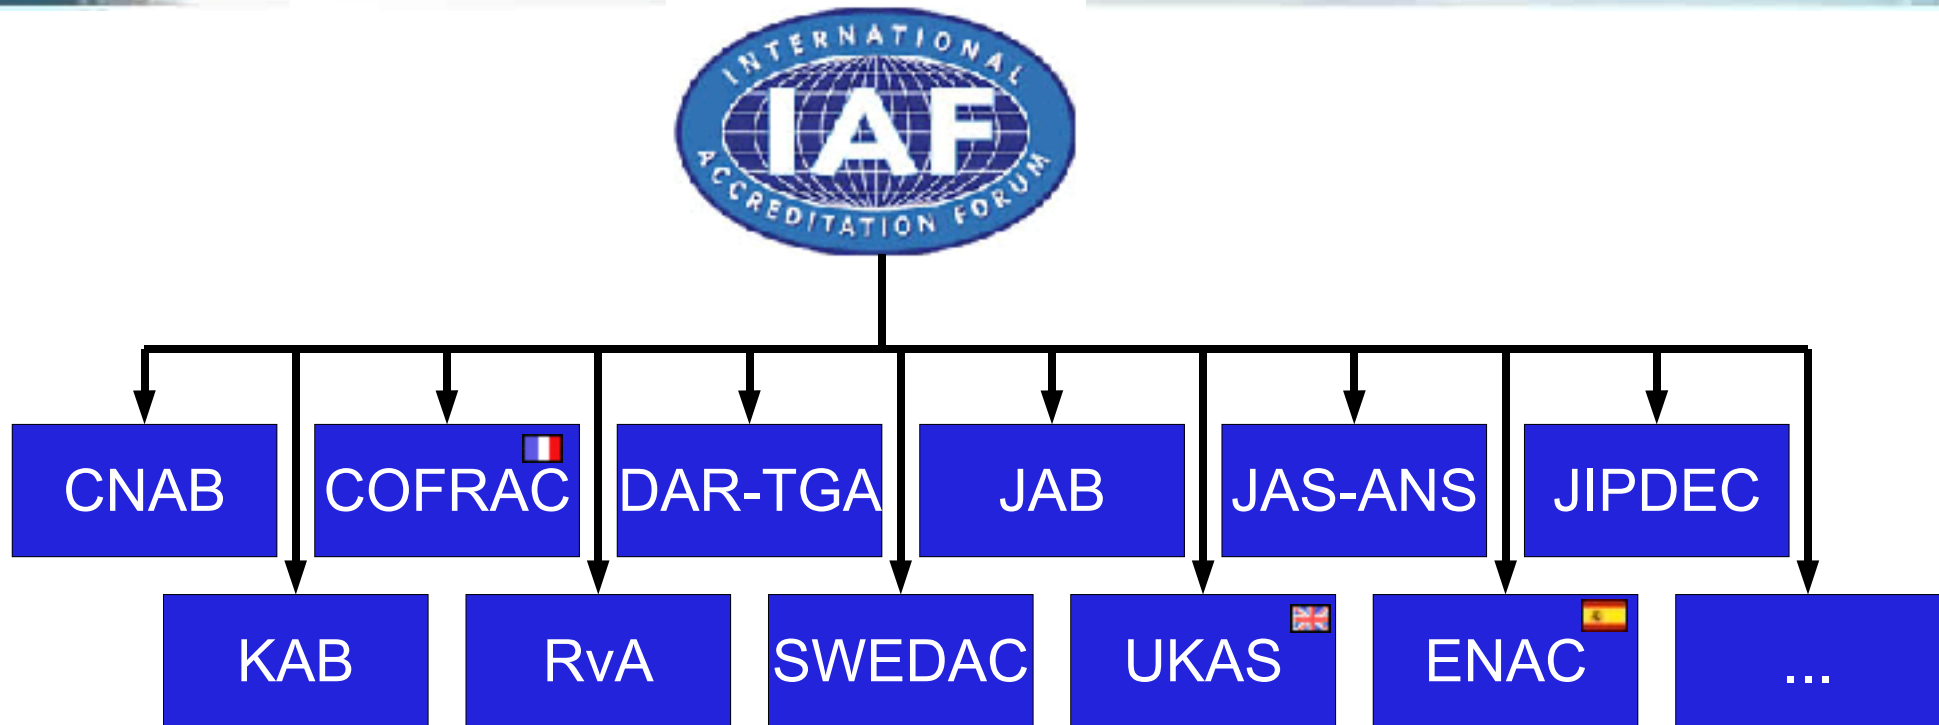 INTERNATIONAL
IAF
ACCREDITATION FORUM
CNAB
COFRAC
DAR-TGA
JAB
JAS-ANS
JIPDEC
KAB
RvA
SWEDAC
UKAS
ENAC
...